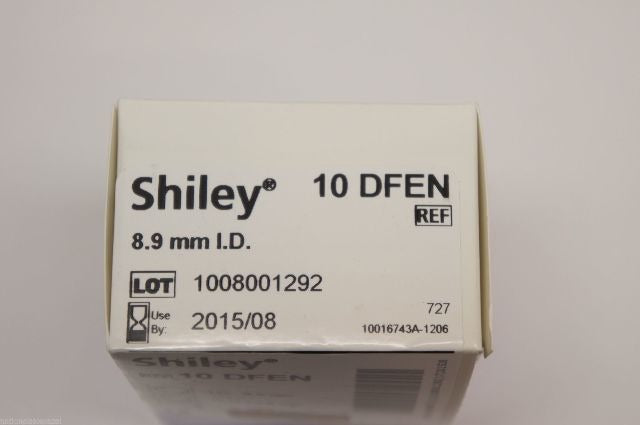 Shiley® 10 DFEN
REF
8.9 mm I.D.
LOT 1008001292
Use By: 2015/08
727
10016743A-1206
Shiley®
10 DFEN